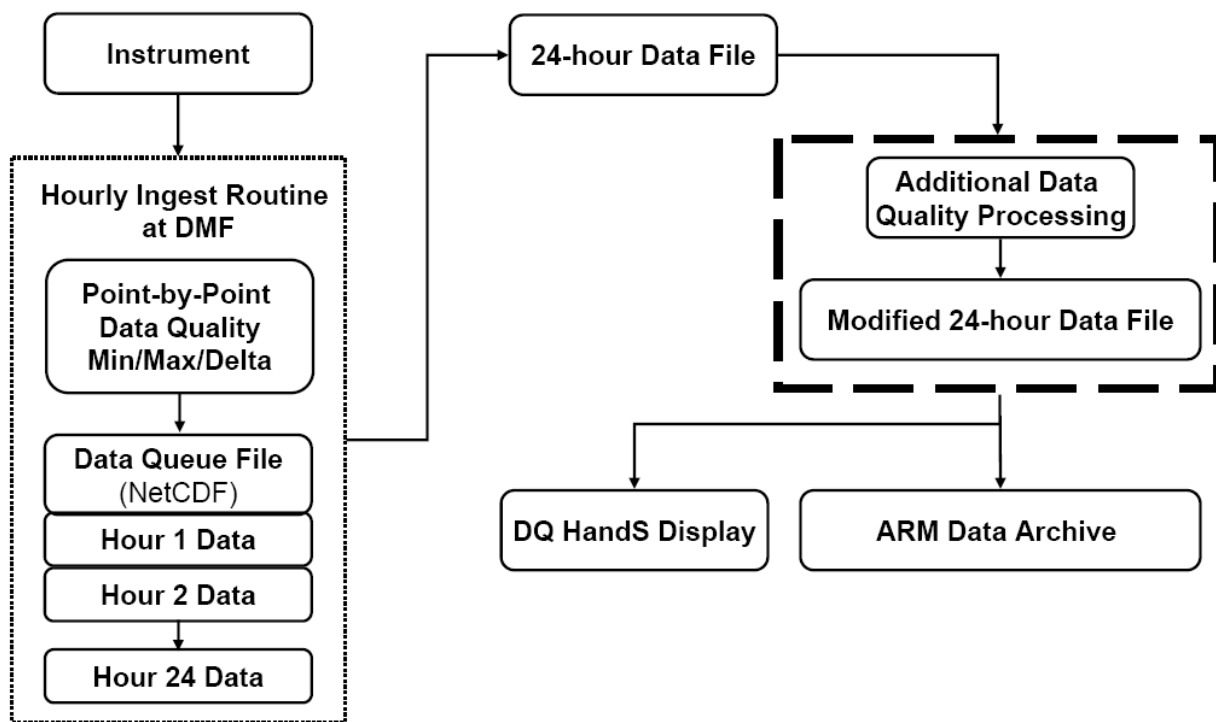 Instrument
Hourly Ingest Routine
at DMF
Point-by-Point
Data Quality
Min/Max/Delta
Data Queue File
(NetCDF)
Hour 1 Data
Hour 2 Data
Hour 24 Data
24-hour Data File
Additional Data
Quality Processing
Modified 24-hour Data File
DQ HandS Display
ARM Data Archive